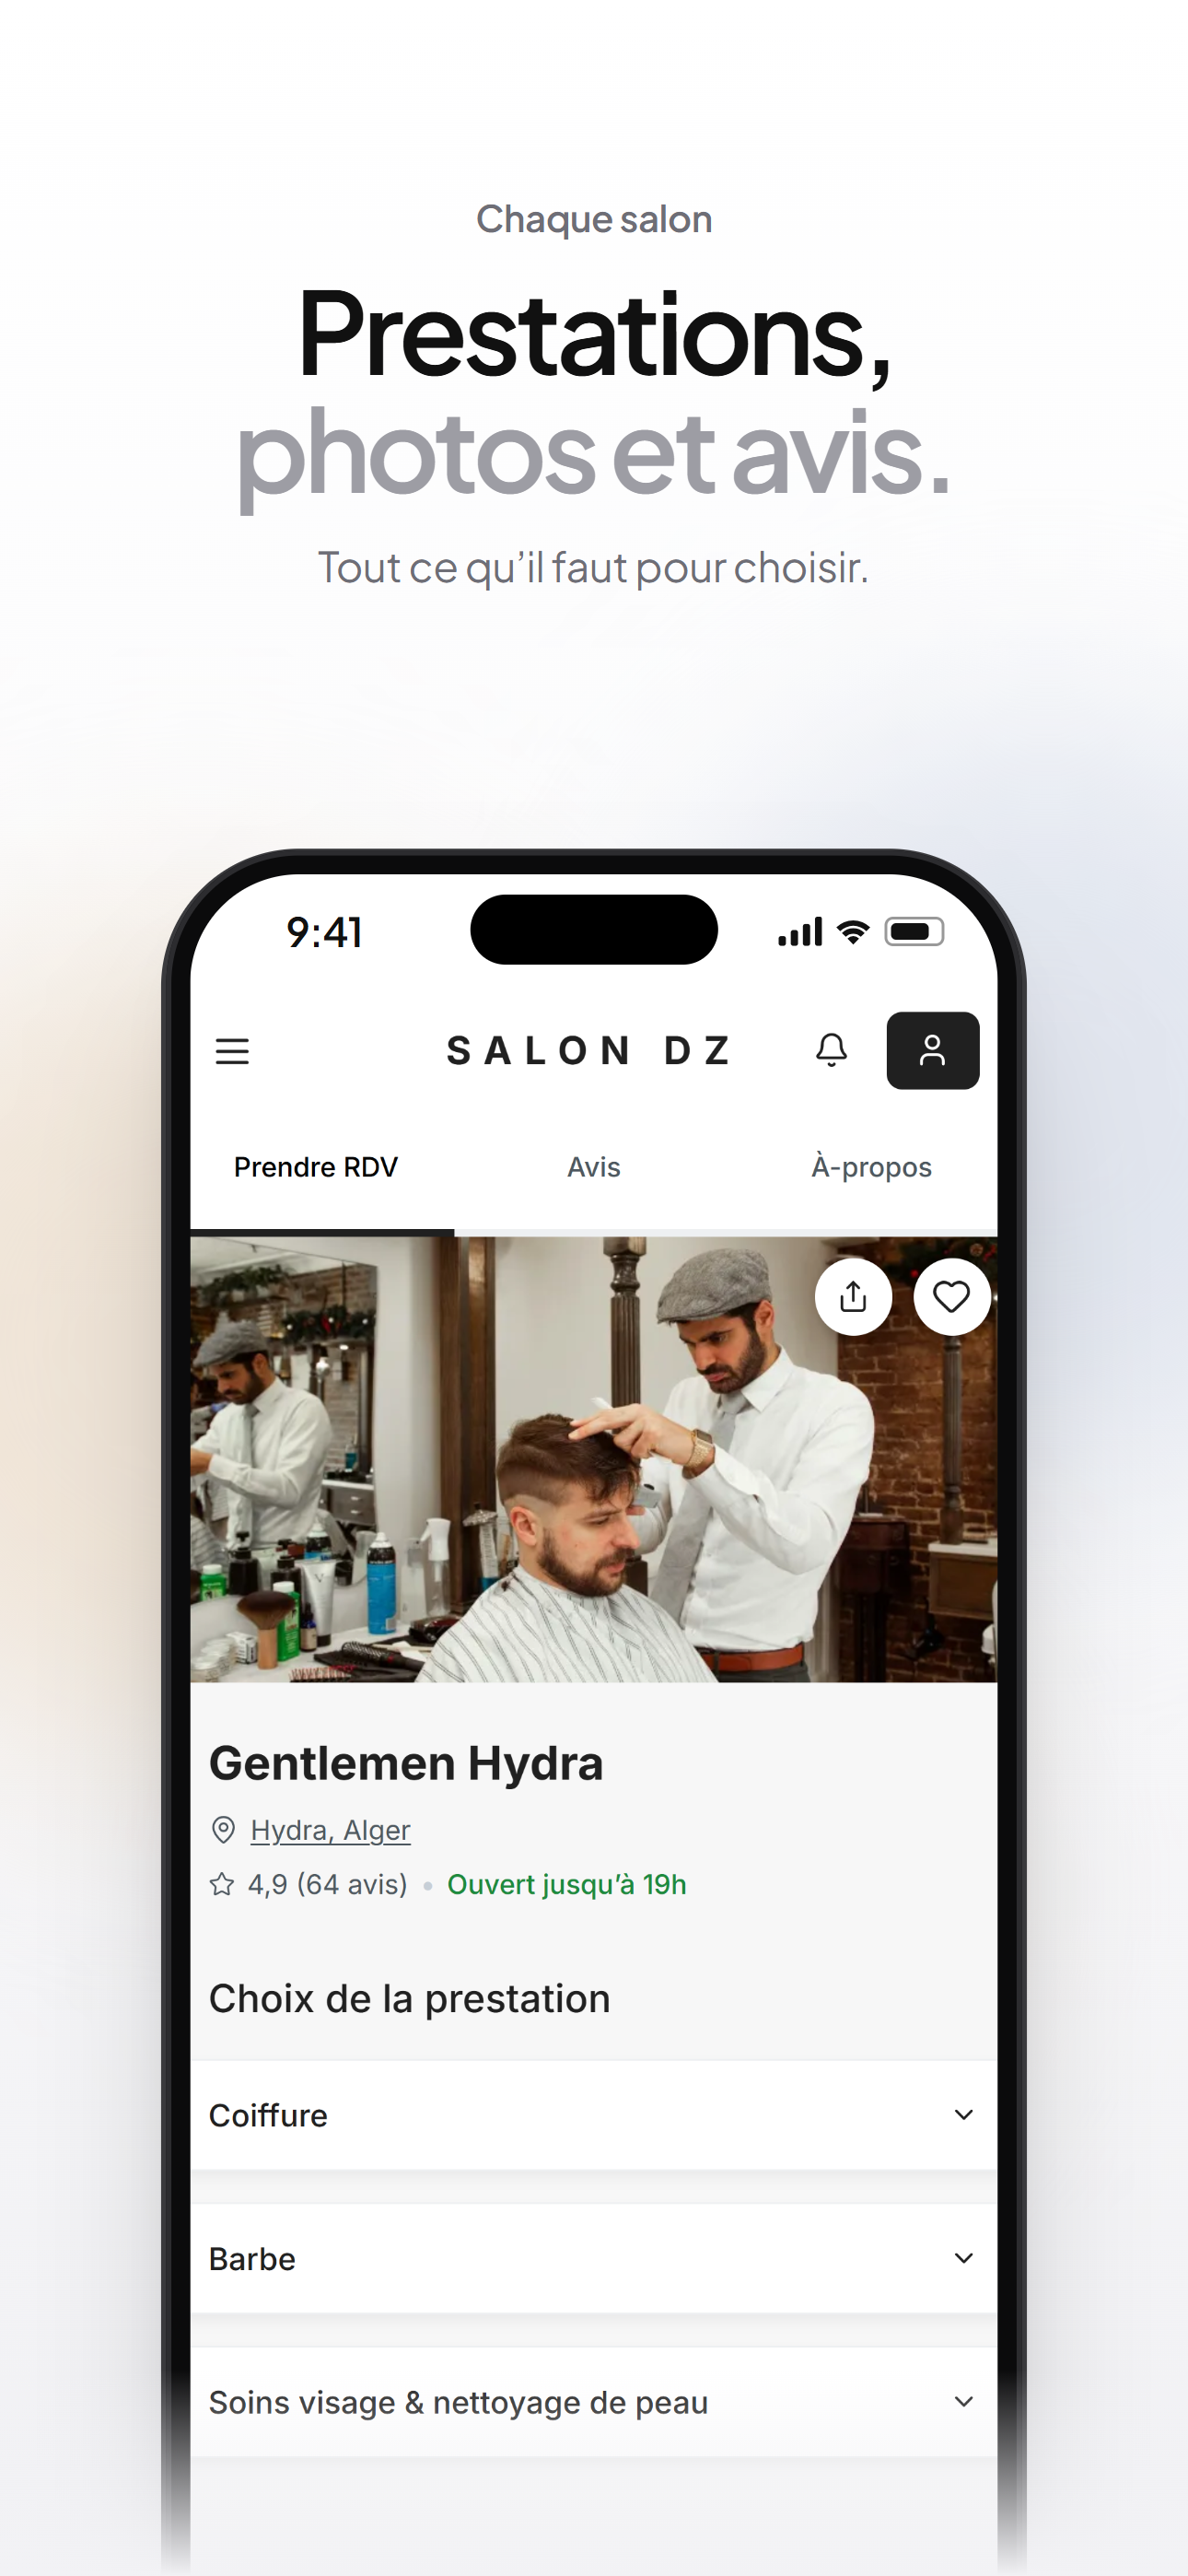 Chaque salon
Prestations,
photos et avis.
Tout ce qu’il faut pour choisir.
9:41
SALON DZ
Prendre RDV
Avis
À-propos
Gentlemen Hydra
Hydra, Alger
4,9 (64 avis) • Ouvert jusqu’à 19h
Choix de la prestation
Coiffure
Barbe
Soins visage & nettoyage de peau